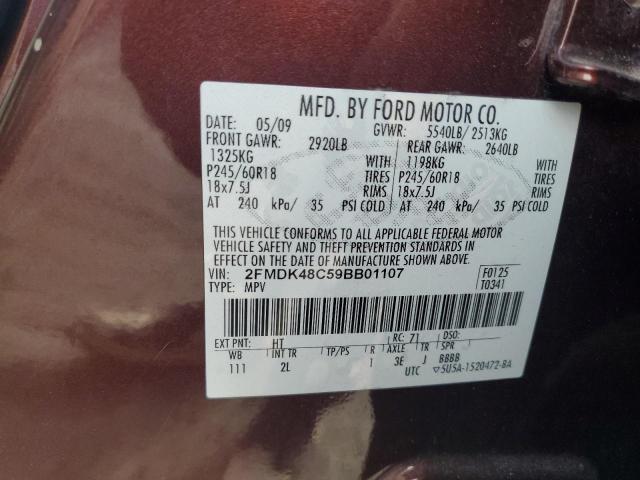 MFD. BY FORD MOTOR CO.
DATE: 05/09 GVWR: 5540LB/ 2513KG
FRONT GAWR: 2920LB REAR GAWR: 2640LB
1325KG WITH 1198KG WITH
P245/60R18 TIRES P245/60R18 TIRES
18x7.5J RIMS 18x7.5J RIMS
AT 240 kPa/ 35 PSI COLD AT 240 kPa/ 35 PSI COLD
THIS VEHICLE CONFORMS TO ALL APPLICABLE FEDERAL MOTOR
VEHICLE SAFETY AND THEFT PREVENTION STANDARDS IN
EFFECT ON THE DATE OF MANUFACTURE SHOWN ABOVE.
VIN: 2FMDK48C59BB01107 F0125
TYPE: MPV T0341
EXT PNT: HT RC: 71 DSO:
WB INT TR TP/PS R AXLE TR SPR
111 2L 1 3E J BBBB
UTC ▽5U5A-1520472-BA